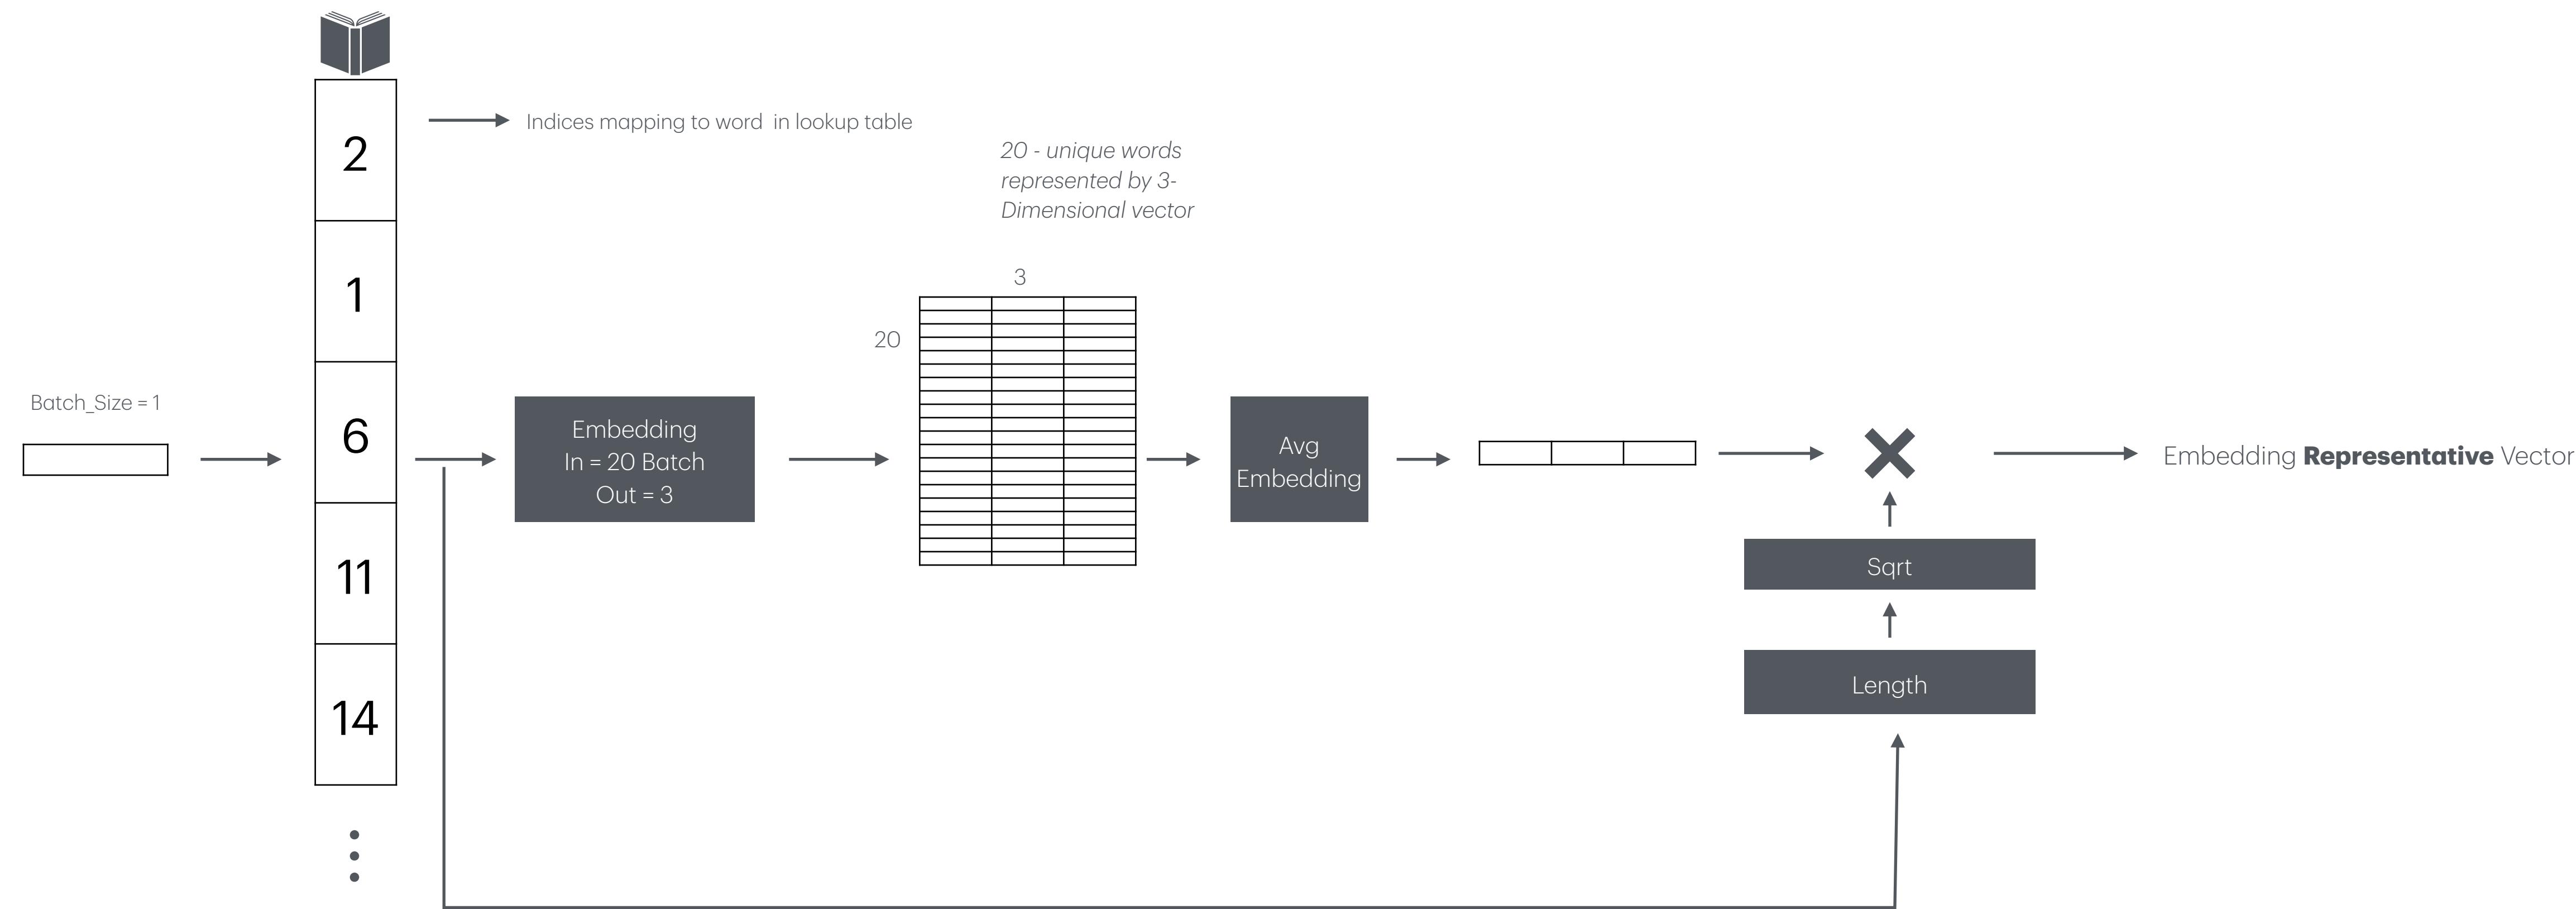 2
Indices mapping to word in lookup table
20 - unique words
represented by 3-
Dimensional vector
1
3
20
Batch_Size = 1
6
Embedding
In = 20 Batch
Out = 3
Avg
Embedding
Embedding Representative Vector
11
Sqrt
Length
14